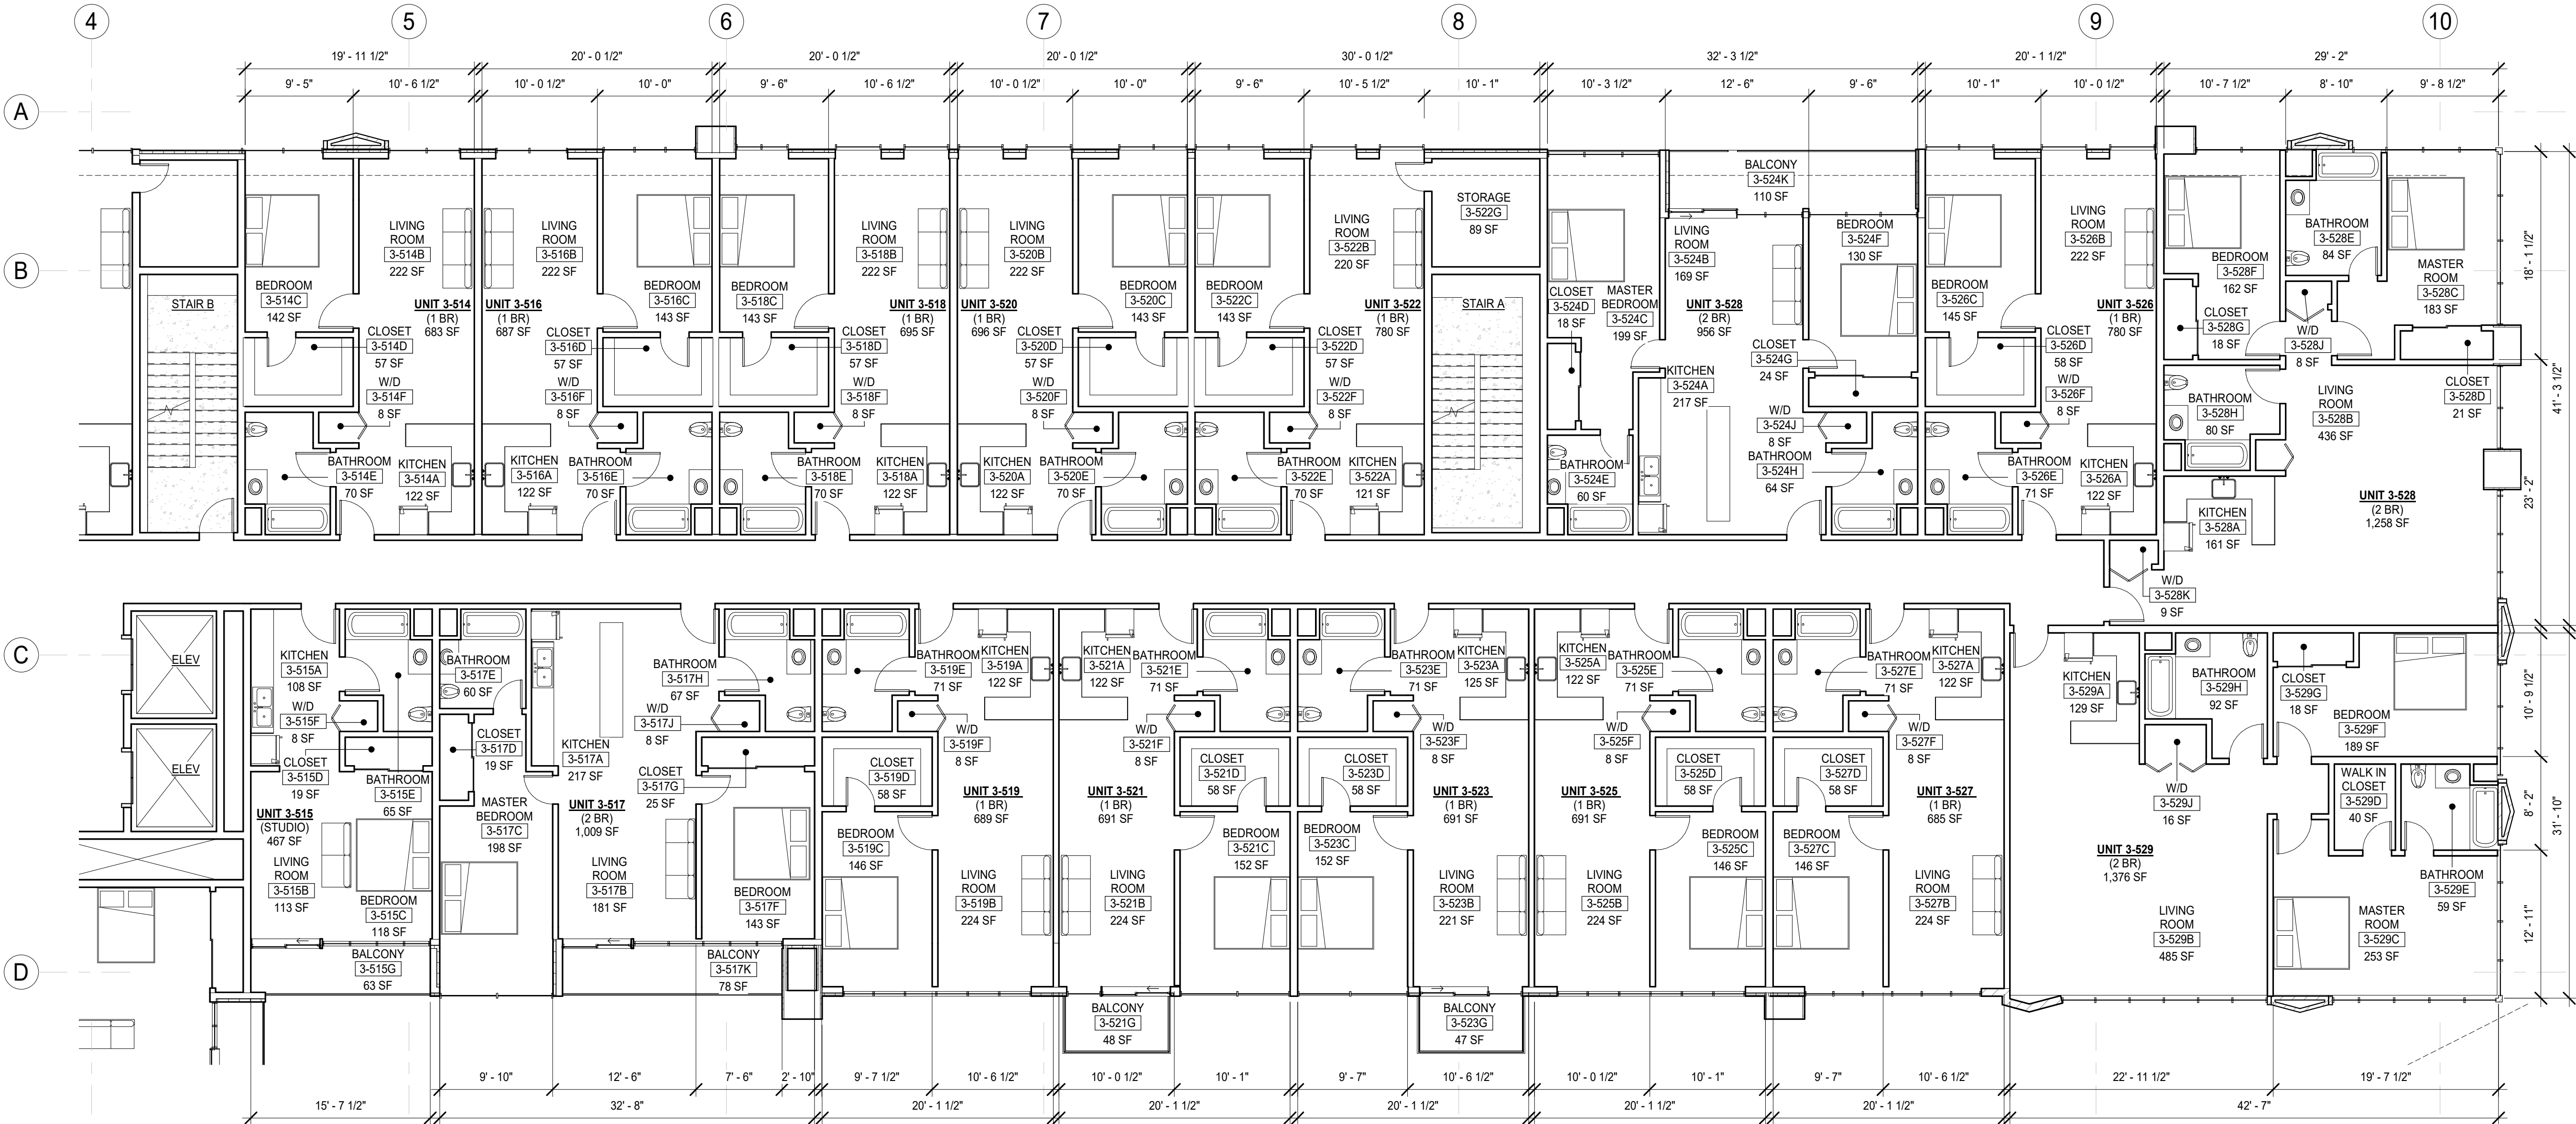 4
5
6
7
8
9
10
19' - 11 1/2"
20' - 0 1/2"
20' - 0 1/2"
20' - 0 1/2"
30' - 0 1/2"
32' - 3 1/2"
20' - 1 1/2"
29' - 2"
9' - 5"
10' - 6 1/2"
10' - 0 1/2"
10' - 0"
9' - 6"
10' - 6 1/2"
10' - 0 1/2"
10' - 0"
9' - 6"
10' - 5 1/2"
10' - 1"
10' - 3 1/2"
12' - 6"
9' - 6"
10' - 1"
10' - 0 1/2"
10' - 7 1/2"
8' - 10"
9' - 8 1/2"
A
B
C
D
STAIR B
BEDROOM
3-514C
142 SF
LIVING
ROOM
3-514B
222 SF
UNIT 3-514
(1 BR)
683 SF
CLOSET
3-514D
57 SF
W/D
3-514F
8 SF
BATHROOM
3-514E
70 SF
KITCHEN
3-514A
122 SF
LIVING
ROOM
3-516B
222 SF
UNIT 3-516
(1 BR)
687 SF
BEDROOM
3-516C
143 SF
CLOSET
3-516D
57 SF
W/D
3-516F
8 SF
KITCHEN
3-516A
122 SF
BATHROOM
3-516E
70 SF
BEDROOM
3-518C
143 SF
LIVING
ROOM
3-518B
222 SF
UNIT 3-518
(1 BR)
695 SF
CLOSET
3-518D
57 SF
W/D
3-518F
8 SF
BATHROOM
3-518E
70 SF
KITCHEN
3-518A
122 SF
LIVING
ROOM
3-520B
222 SF
UNIT 3-520
(1 BR)
696 SF
BEDROOM
3-520C
143 SF
CLOSET
3-520D
57 SF
W/D
3-520F
8 SF
KITCHEN
3-520A
122 SF
BATHROOM
3-520E
70 SF
BEDROOM
3-522C
143 SF
LIVING
ROOM
3-522B
220 SF
UNIT 3-522
(1 BR)
780 SF
CLOSET
3-522D
57 SF
W/D
3-522F
8 SF
BATHROOM
3-522E
70 SF
KITCHEN
3-522A
121 SF
STORAGE
3-522G
89 SF
STAIR A
BALCONY
3-524K
110 SF
LIVING
ROOM
3-524B
169 SF
BEDROOM
3-524F
130 SF
CLOSET
3-524D
18 SF
MASTER
BEDROOM
3-524C
199 SF
UNIT 3-528
(2 BR)
956 SF
CLOSET
3-524G
24 SF
KITCHEN
3-524A
217 SF
W/D
3-524J
8 SF
BATHROOM
3-524H
64 SF
BATHROOM
3-524E
60 SF
LIVING
ROOM
3-526B
222 SF
BEDROOM
3-526C
145 SF
UNIT 3-526
(1 BR)
780 SF
CLOSET
3-526D
58 SF
W/D
3-526F
8 SF
BATHROOM
3-526E
71 SF
KITCHEN
3-526A
122 SF
BEDROOM
3-528F
162 SF
BATHROOM
3-528E
84 SF
MASTER
ROOM
3-528C
183 SF
CLOSET
3-528G
18 SF
W/D
3-528J
8 SF
CLOSET
3-528D
21 SF
BATHROOM
3-528H
80 SF
LIVING
ROOM
3-528B
436 SF
KITCHEN
3-528A
161 SF
UNIT 3-528
(2 BR)
1,258 SF
W/D
3-528K
9 SF
18' - 1 1/2"
41' - 3 1/2"
23' - 2"
10' - 9 1/2"
8' - 2"
31' - 10"
12' - 11"
ELEV
ELEV
KITCHEN
3-515A
108 SF
W/D
3-515F
8 SF
CLOSET
3-515D
19 SF
BATHROOM
3-515E
65 SF
UNIT 3-515
(STUDIO)
467 SF
LIVING
ROOM
3-515B
113 SF
BEDROOM
3-515C
118 SF
BALCONY
3-515G
63 SF
BATHROOM
3-517E
60 SF
CLOSET
3-517D
19 SF
MASTER
BEDROOM
3-517C
198 SF
KITCHEN
3-517A
217 SF
UNIT 3-517
(2 BR)
1,009 SF
LIVING
ROOM
3-517B
181 SF
BATHROOM
3-517H
67 SF
W/D
3-517J
8 SF
CLOSET
3-517G
25 SF
BEDROOM
3-517F
143 SF
BALCONY
3-517K
78 SF
BATHROOM
3-519E
71 SF
KITCHEN
3-519A
122 SF
W/D
3-519F
8 SF
CLOSET
3-519D
58 SF
UNIT 3-519
(1 BR)
689 SF
BEDROOM
3-519C
146 SF
LIVING
ROOM
3-519B
224 SF
KITCHEN
3-521A
122 SF
BATHROOM
3-521E
71 SF
W/D
3-521F
8 SF
CLOSET
3-521D
58 SF
UNIT 3-521
(1 BR)
691 SF
BEDROOM
3-521C
152 SF
LIVING
ROOM
3-521B
224 SF
BALCONY
3-521G
48 SF
BATHROOM
3-523E
71 SF
KITCHEN
3-523A
125 SF
W/D
3-523F
8 SF
CLOSET
3-523D
58 SF
UNIT 3-523
(1 BR)
691 SF
BEDROOM
3-523C
152 SF
LIVING
ROOM
3-523B
221 SF
BALCONY
3-523G
47 SF
KITCHEN
3-525A
122 SF
BATHROOM
3-525E
71 SF
W/D
3-525F
8 SF
CLOSET
3-525D
58 SF
UNIT 3-525
(1 BR)
691 SF
BEDROOM
3-525C
146 SF
LIVING
ROOM
3-525B
224 SF
BATHROOM
3-527E
71 SF
KITCHEN
3-527A
122 SF
W/D
3-527F
8 SF
CLOSET
3-527D
58 SF
UNIT 3-527
(1 BR)
685 SF
BEDROOM
3-527C
146 SF
LIVING
ROOM
3-527B
224 SF
KITCHEN
3-529A
129 SF
BATHROOM
3-529H
92 SF
CLOSET
3-529G
18 SF
BEDROOM
3-529F
189 SF
W/D
3-529J
16 SF
WALK IN
CLOSET
3-529D
40 SF
UNIT 3-529
(2 BR)
1,376 SF
BATHROOM
3-529E
59 SF
LIVING
ROOM
3-529B
485 SF
MASTER
ROOM
3-529C
253 SF
9' - 10"
12' - 6"
7' - 6"
2' - 10"
9' - 7 1/2"
10' - 6 1/2"
10' - 0 1/2"
10' - 1"
9' - 7"
10' - 6 1/2"
10' - 0 1/2"
10' - 1"
9' - 7"
10' - 6 1/2"
22' - 11 1/2"
19' - 7 1/2"
15' - 7 1/2"
32' - 8"
20' - 1 1/2"
20' - 1 1/2"
20' - 1 1/2"
20' - 1 1/2"
20' - 1 1/2"
42' - 7"